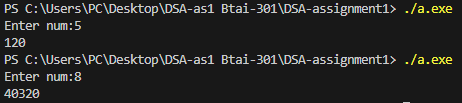 PS C:\Users\PC\Desktop\DSA-as1 Btai-301\DSA-assignment1> ./a.exe
Enter num:5
120
PS C:\Users\PC\Desktop\DSA-as1 Btai-301\DSA-assignment1> ./a.exe
Enter num:8
40320